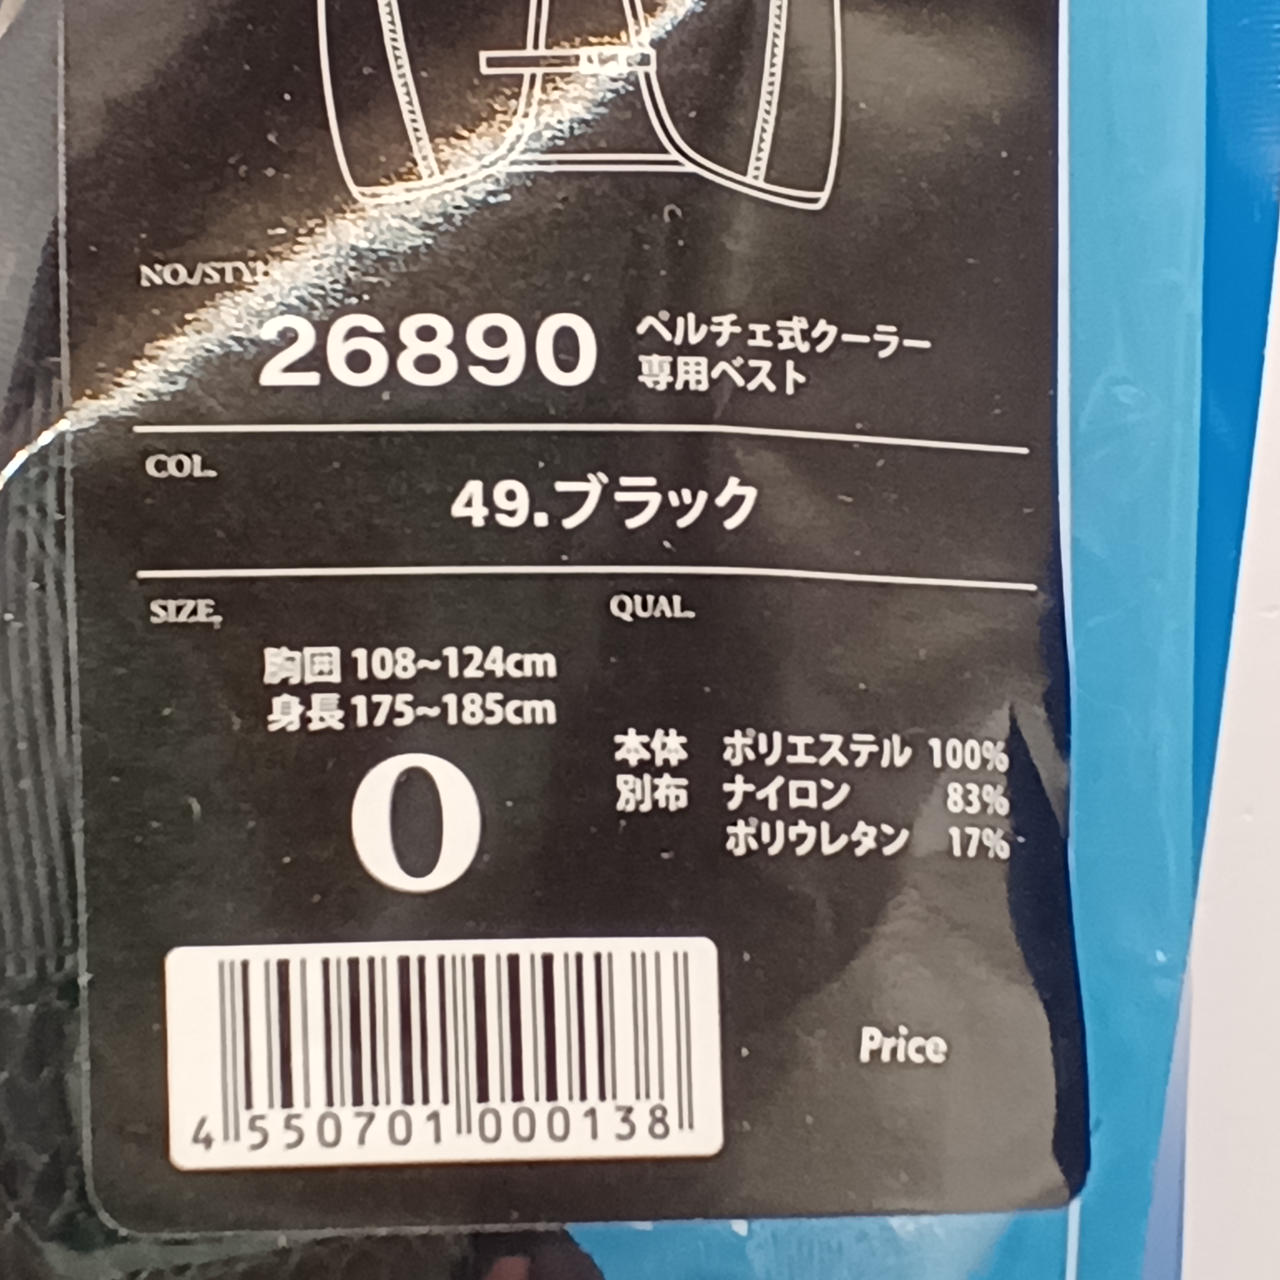 NO./STYLE
26890 ペルチェ式クーラー
専用ベスト
COL.
49.ブラック
SIZE.
QUAL.
胸囲 108~124cm
身長 175~185cm
O
本体 ポリエステル 100%
別布 ナイロン 83%
ポリウレタン 17%
4 550701 000138
Price